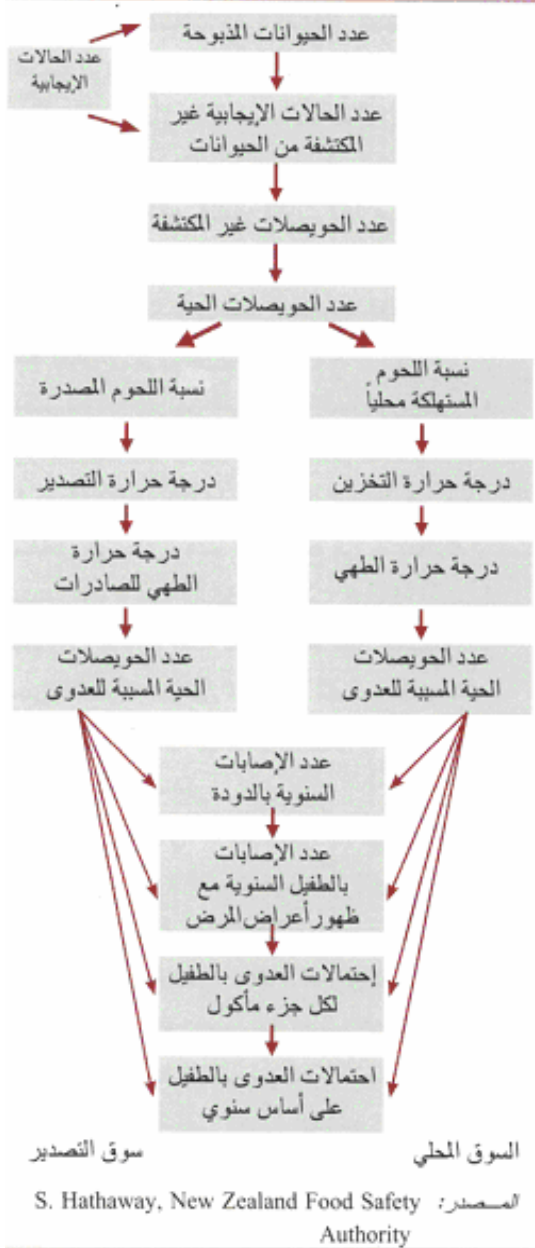 عدد الحيوانات المذبوحة
عدد الحالات
الإيجابية
عدد الحالات الإيجابية غير
المكتشفة من الحيوانات
عدد الحويصلات غير المكتشفة
عدد الحويصلات الحية
نسبة اللحوم
المستهلكة محلياً
نسبة اللحوم المصدرة
درجة حرارة التخزين
درجة حرارة التصدير
درجة حرارة الطهي
درجة حرارة
الطهي للصادرات
عدد الحويصلات
الحية المسببة للعدوى
عدد الحويصلات
الحية المسببة للعدوى
عدد الإصابات
السنوية بالدودة
عدد الإصابات
بالطفيل السنوية مع
ظهور أعراض المرض
إحتمالات العدوى بالطفيل
لكل جزء مأكول
احتمالات العدوى بالطفيل
على أساس سنوي
السوق المحلي
سوق التصدير
المـصدر: S. Hathaway, New Zealand Food Safety
Authority